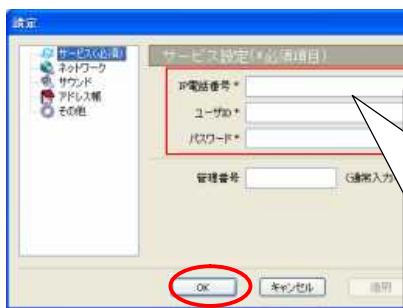 設定
サービス(必須)
ネットワーク
サウンド
アドレス帳
その他
サービス設定(*必須項目)
IP電話番号*
ユーザID*
パスワード*
管理番号
(通常入力
OK
キャンセル
適用